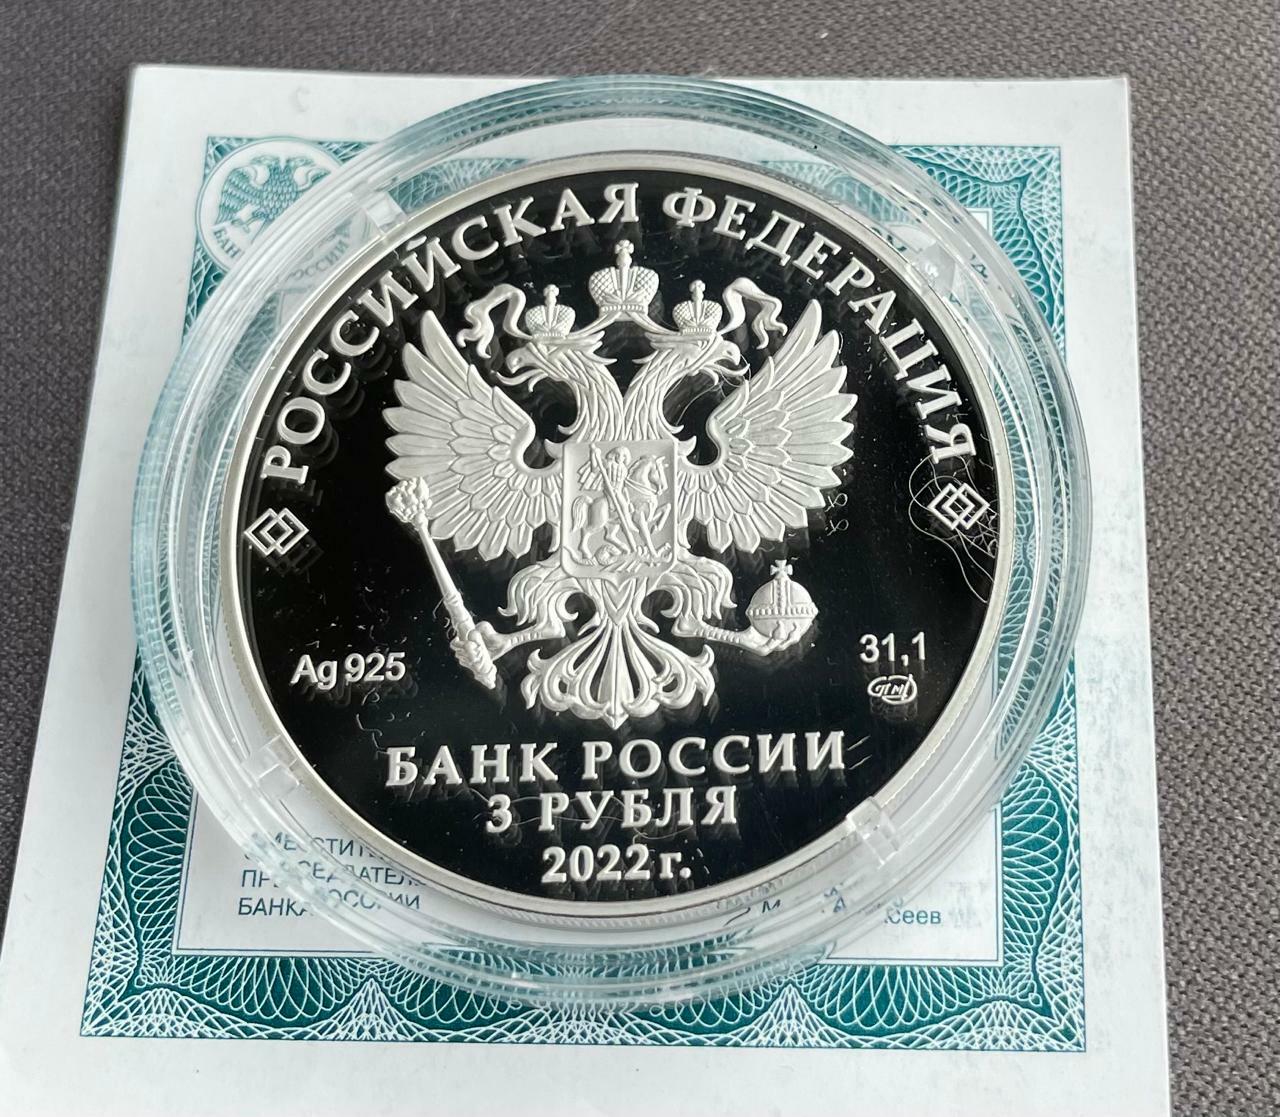 РОССИЙСКАЯ ФЕДЕРАЦИЯ
Ag 925
31,1
БАНК РОССИИ
3 РУБЛЯ
2022 г.